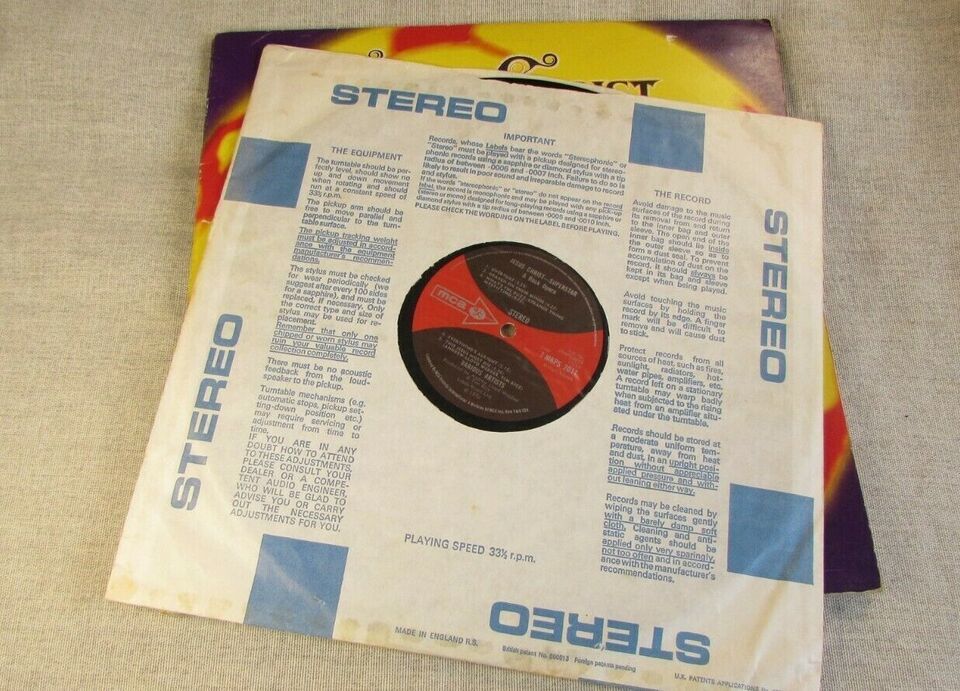 STEREO
IMPORTANT
Records, whose Labels bear the words "Stereophonic" or
"Stereo" must be played with a pickup designed for stereo-
phonic records using a sapphire or diamond stylus with a tip
radius of between ·0005 and ·0007 inch. Failure to do so is
likely to result in poor sound and irreparable damage to record
and stylus.
If the words "stereophonic" or "stereo" do not appear on the record
label, the record is monophonic and may be played with any pick-up
(stereo or mono) designed for long-playing records using a sapphire or
diamond stylus with a tip radius of between ·0005 and ·0010 inch.
PLEASE CHECK THE WORDING ON THE LABEL BEFORE PLAYING.
THE EQUIPMENT
The turntable should be per-
fectly level, should show no
up and down movement
when rotating and should
run at a constant speed of
33⅓ r.p.m.
The pickup arm should be
free to move parallel and
perpendicular to the turn-
table surface.
The pickup tracking weight
must be adjusted in accord-
ance with the equipment
manufacturer's recommen-
dations.
The stylus must be checked
for wear periodically (we
suggest after every 100 sides
for a sapphire), and must be
replaced, if necessary. Only
the correct type and size of
stylus may be used for re-
placement.
Remember that only one
chipped or worn stylus may
ruin your valuable record
collection completely.
There must be no acoustic
feedback from the loud-
speaker to the pickup.
Turntable mechanisms (e.g.
automatic stops, pickup set-
ting-down position etc.)
may require servicing or
adjustment from time to
time.
IF YOU ARE IN ANY
DOUBT HOW TO ATTEND
TO THESE ADJUSTMENTS,
PLEASE CONSULT YOUR
DEALER OR A COMPE-
TENT AUDIO ENGINEER,
WHO WILL BE GLAD TO
ADVISE YOU OR CARRY
OUT THE NECESSARY
ADJUSTMENTS FOR YOU.
THE RECORD
Avoid damage to the music
surfaces of the record during
its removal from and return
to the inner bag and outer
sleeve. The open end of the
inner bag should lie inside
the outer sleeve so as to
form a dust seal. To prevent
accumulation of dust on the
record, it should always be
kept in its bag and sleeve
except when being played.
Avoid touching the music
surfaces by holding the
record by its edge. A finger
mark will be difficult to
remove and will cause dust
to stick.
Protect records from all
sources of heat, such as fires,
sunlight, radiators, hot-
water pipes, amplifiers, etc.
A record left on a stationary
turntable may warp badly
when subjected to the rising
heat from an amplifier situ-
ated under the turntable.
Records should be stored at
a moderate uniform tem-
perature, away from heat
and dust, in an upright posi-
tion without appreciable
applied pressure and with-
out leaning either way.
Records may be cleaned by
wiping the surfaces gently
with a barely damp soft
cloth. Cleaning and anti-
static agents should be
applied only very sparingly,
not too often and in accord-
ance with the manufacturer's
recommendations.
JESUS CHRIST—SUPERSTAR
A Rock Opera
STEREO
mca
VARIOUS ARTISTS
STEREO
STEREO
PLAYING SPEED 33⅓ r.p.m.
STEREO
MADE IN ENGLAND R.S.
Foreign patents pending
U.K. PATENTS APPLICATIONS